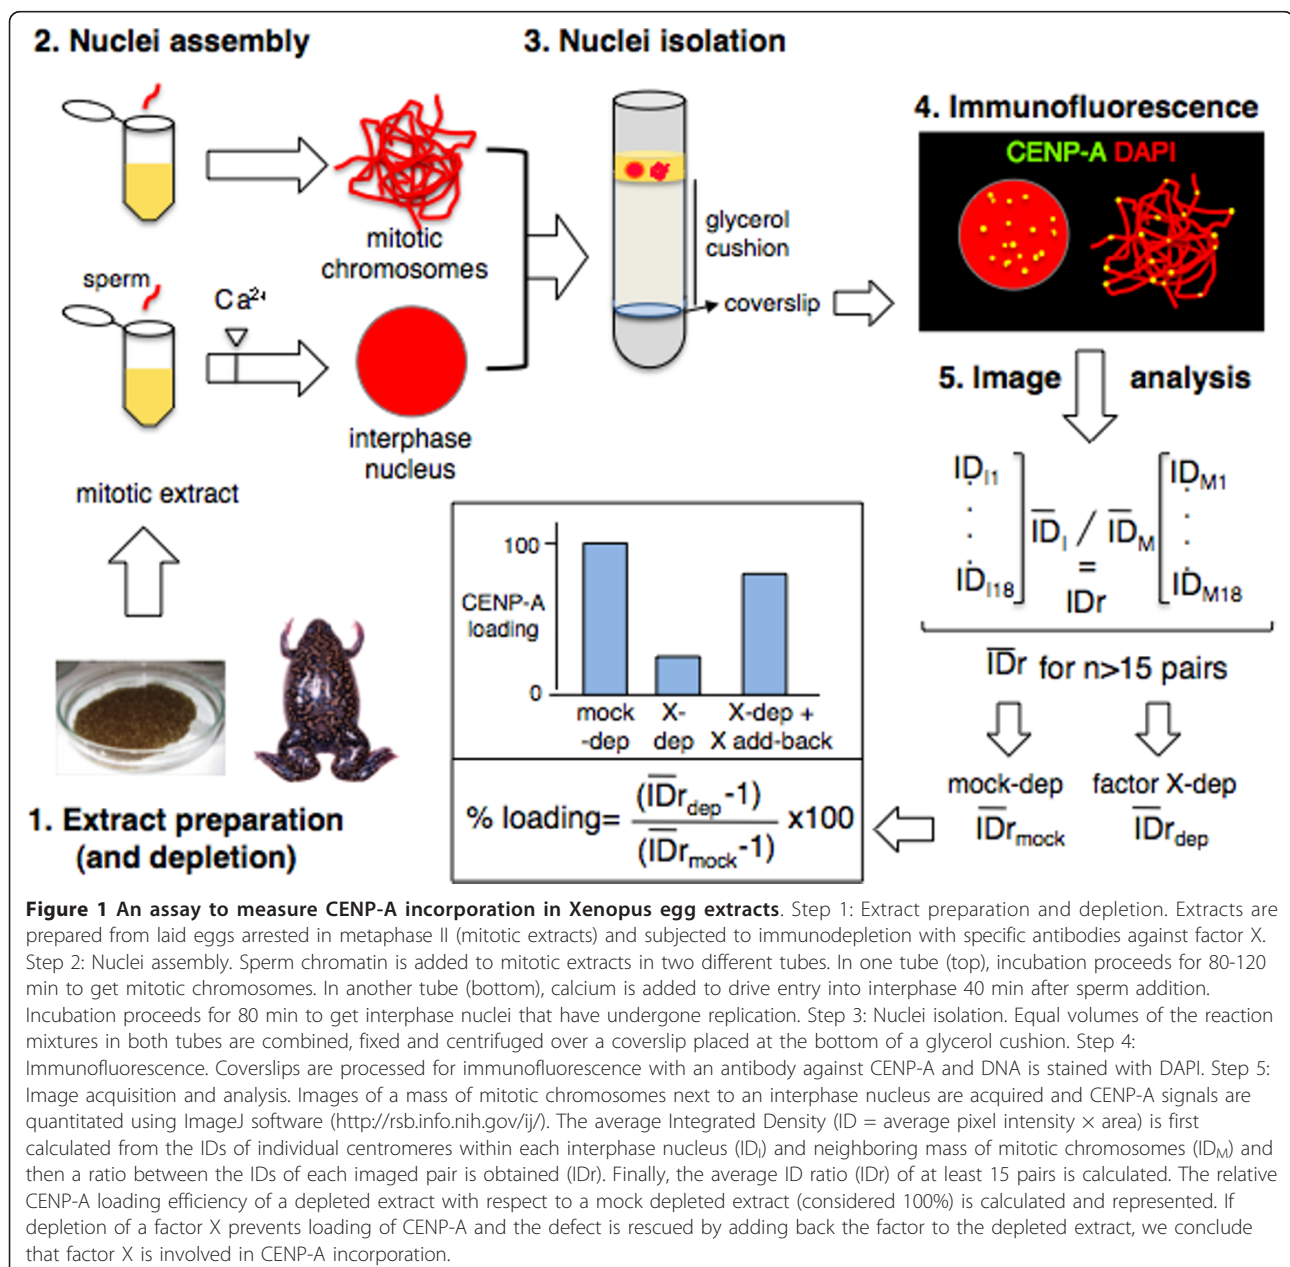 2. Nuclei assembly
3. Nuclei isolation
4. Immunofluorescence
CENP-A DAPI
mitotic
chromosomes
glycerol
cushion
coverslip
sperm
Ca²⁺
interphase
nucleus
mitotic extract
5. Image analysis
ID_I1
.
.
ID_I18
I̅D̅_I / I̅D̅_M
=
IDr
ID_M1
.
.
ID_M18
I̅D̅r for n>15 pairs
mock-dep
I̅D̅r_mock
factor X-dep
I̅D̅r_dep
100
CENP-A
loading
0
mock
-dep
X-
dep
X-dep +
X add-back
% loading= (I̅D̅r_dep-1) / (I̅D̅r_mock-1) x100
1. Extract preparation
(and depletion)
Figure 1 An assay to measure CENP-A incorporation in Xenopus egg extracts. Step 1: Extract preparation and depletion. Extracts are
prepared from laid eggs arrested in metaphase II (mitotic extracts) and subjected to immunodepletion with specific antibodies against factor X.
Step 2: Nuclei assembly. Sperm chromatin is added to mitotic extracts in two different tubes. In one tube (top), incubation proceeds for 80-120
min to get mitotic chromosomes. In another tube (bottom), calcium is added to drive entry into interphase 40 min after sperm addition.
Incubation proceeds for 80 min to get interphase nuclei that have undergone replication. Step 3: Nuclei isolation. Equal volumes of the reaction
mixtures in both tubes are combined, fixed and centrifuged over a coverslip placed at the bottom of a glycerol cushion. Step 4:
Immunofluorescence. Coverslips are processed for immunofluorescence with an antibody against CENP-A and DNA is stained with DAPI. Step 5:
Image acquisition and analysis. Images of a mass of mitotic chromosomes next to an interphase nucleus are acquired and CENP-A signals are
quantitated using ImageJ software (http://rsb.info.nih.gov/ij/). The average Integrated Density (ID = average pixel intensity × area) is first
calculated from the IDs of individual centromeres within each interphase nucleus (ID_I) and neighboring mass of mitotic chromosomes (ID_M) and
then a ratio between the IDs of each imaged pair is obtained (IDr). Finally, the average ID ratio (IDr) of at least 15 pairs is calculated. The relative
CENP-A loading efficiency of a depleted extract with respect to a mock depleted extract (considered 100%) is calculated and represented. If
depletion of a factor X prevents loading of CENP-A and the defect is rescued by adding back the factor to the depleted extract, we conclude
that factor X is involved in CENP-A incorporation.